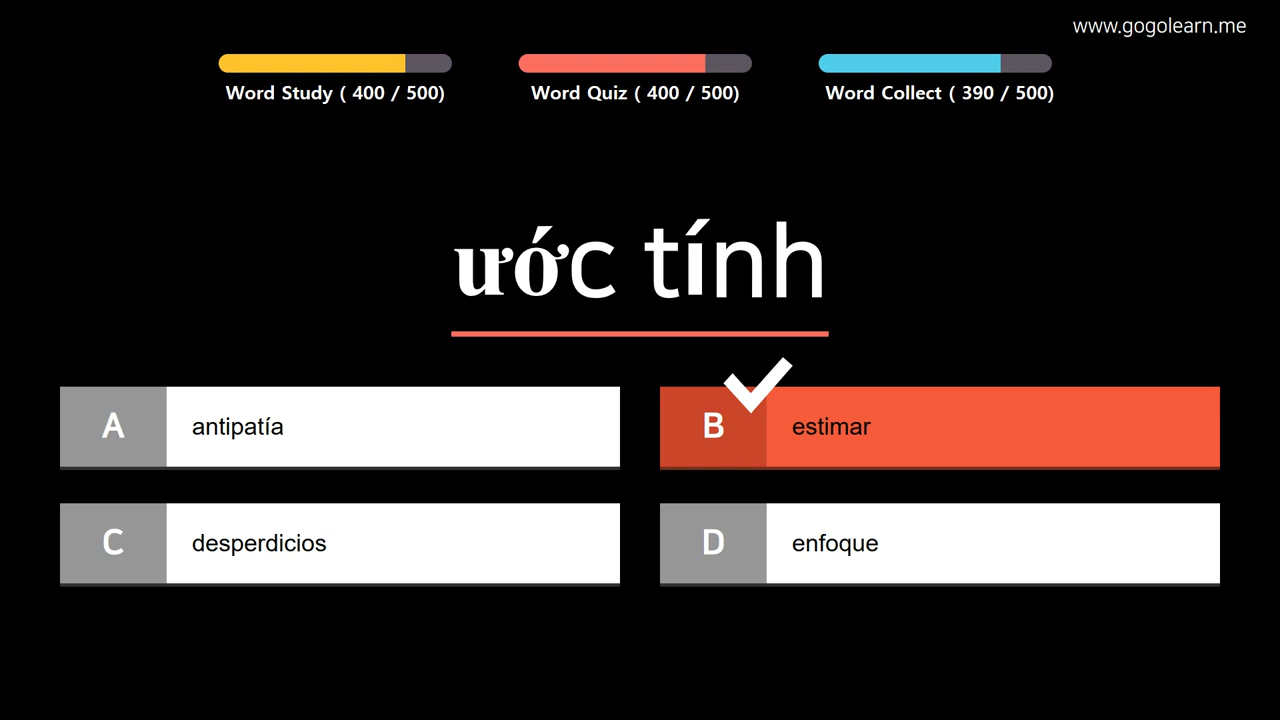 www.gogolearn.me
Word Study ( 400 / 500)
Word Quiz ( 400 / 500)
Word Collect ( 390 / 500)
ước tính
A antipatía
B estimar
C desperdicios
D enfoque